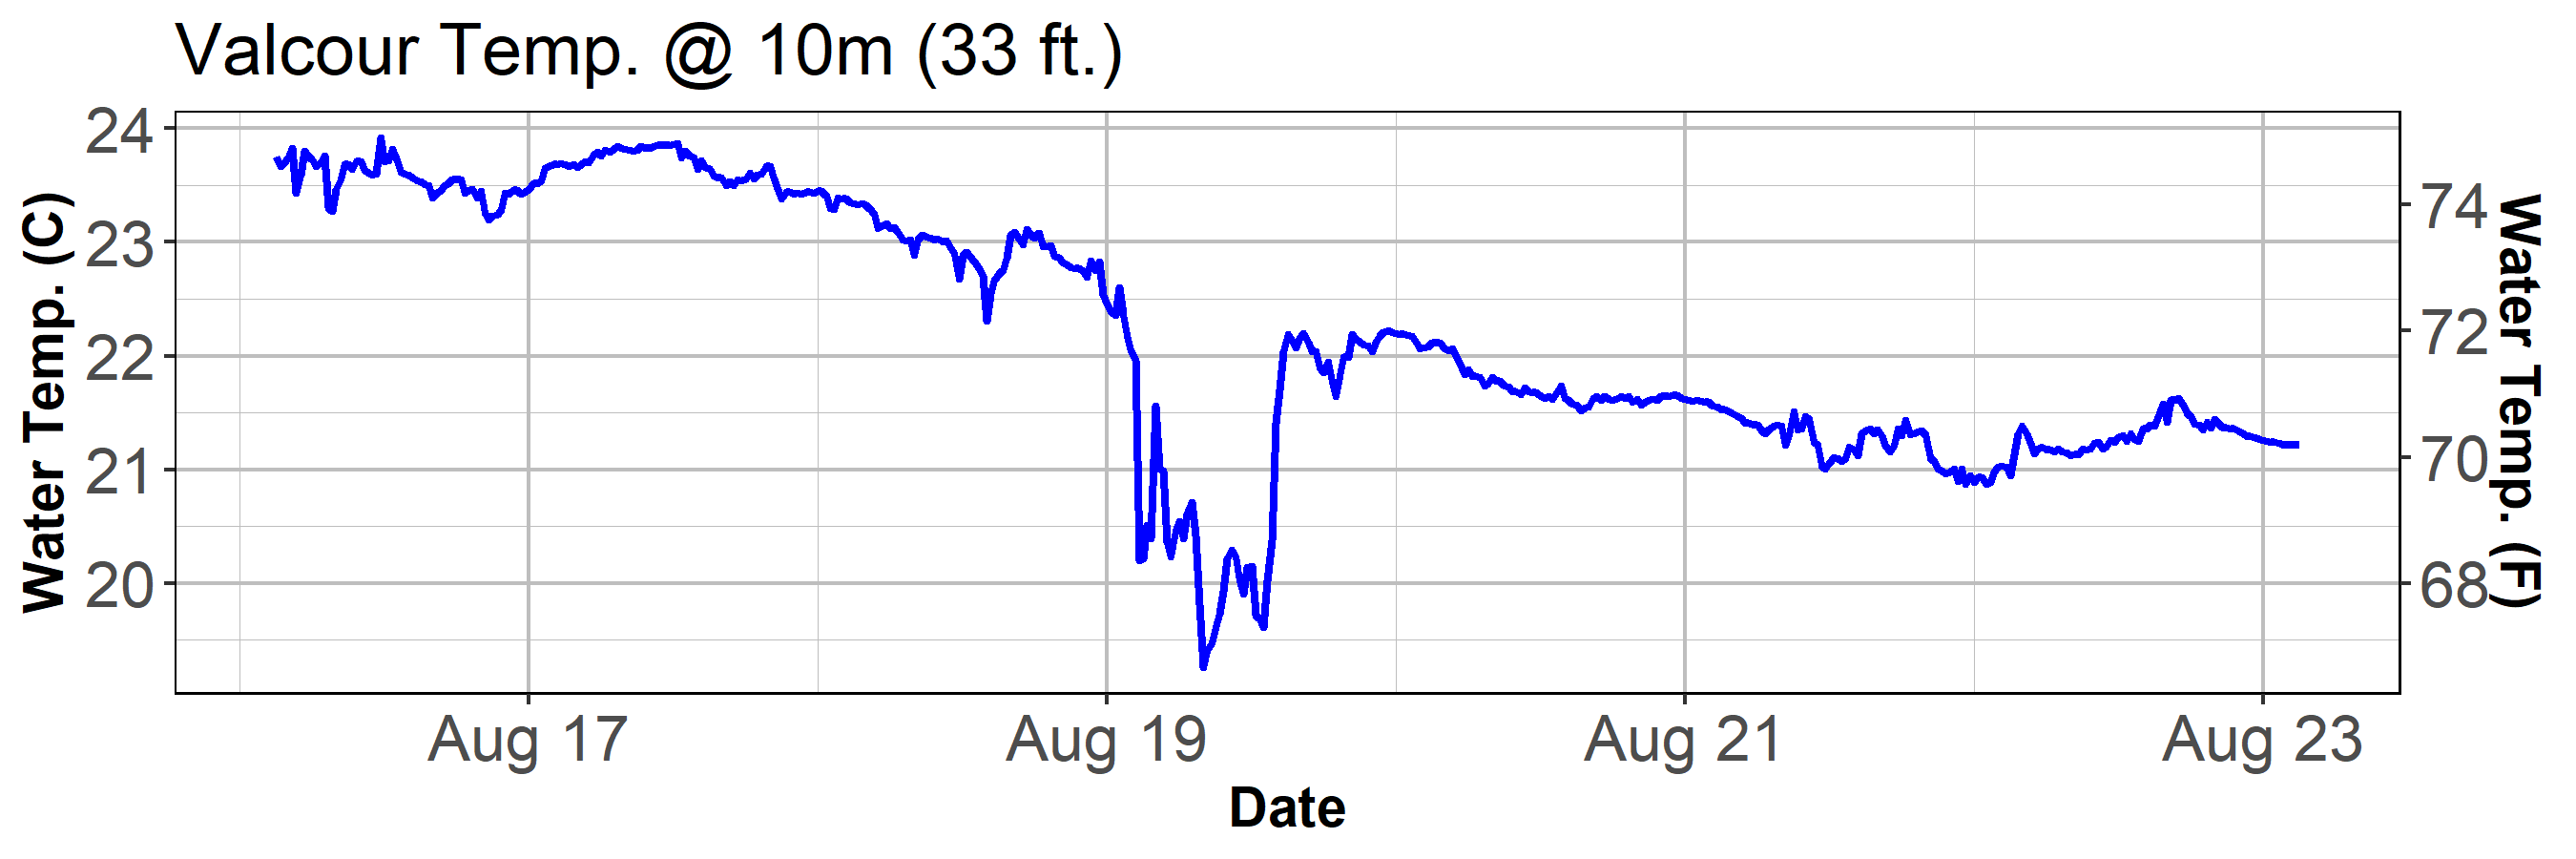 Valcour Temp. @ 10m (33 ft.)
Water Temp. (C)
24
23
22
21
20
74
72
70
68
Water Temp. (F)
Aug 17
Aug 19
Aug 21
Aug 23
Date